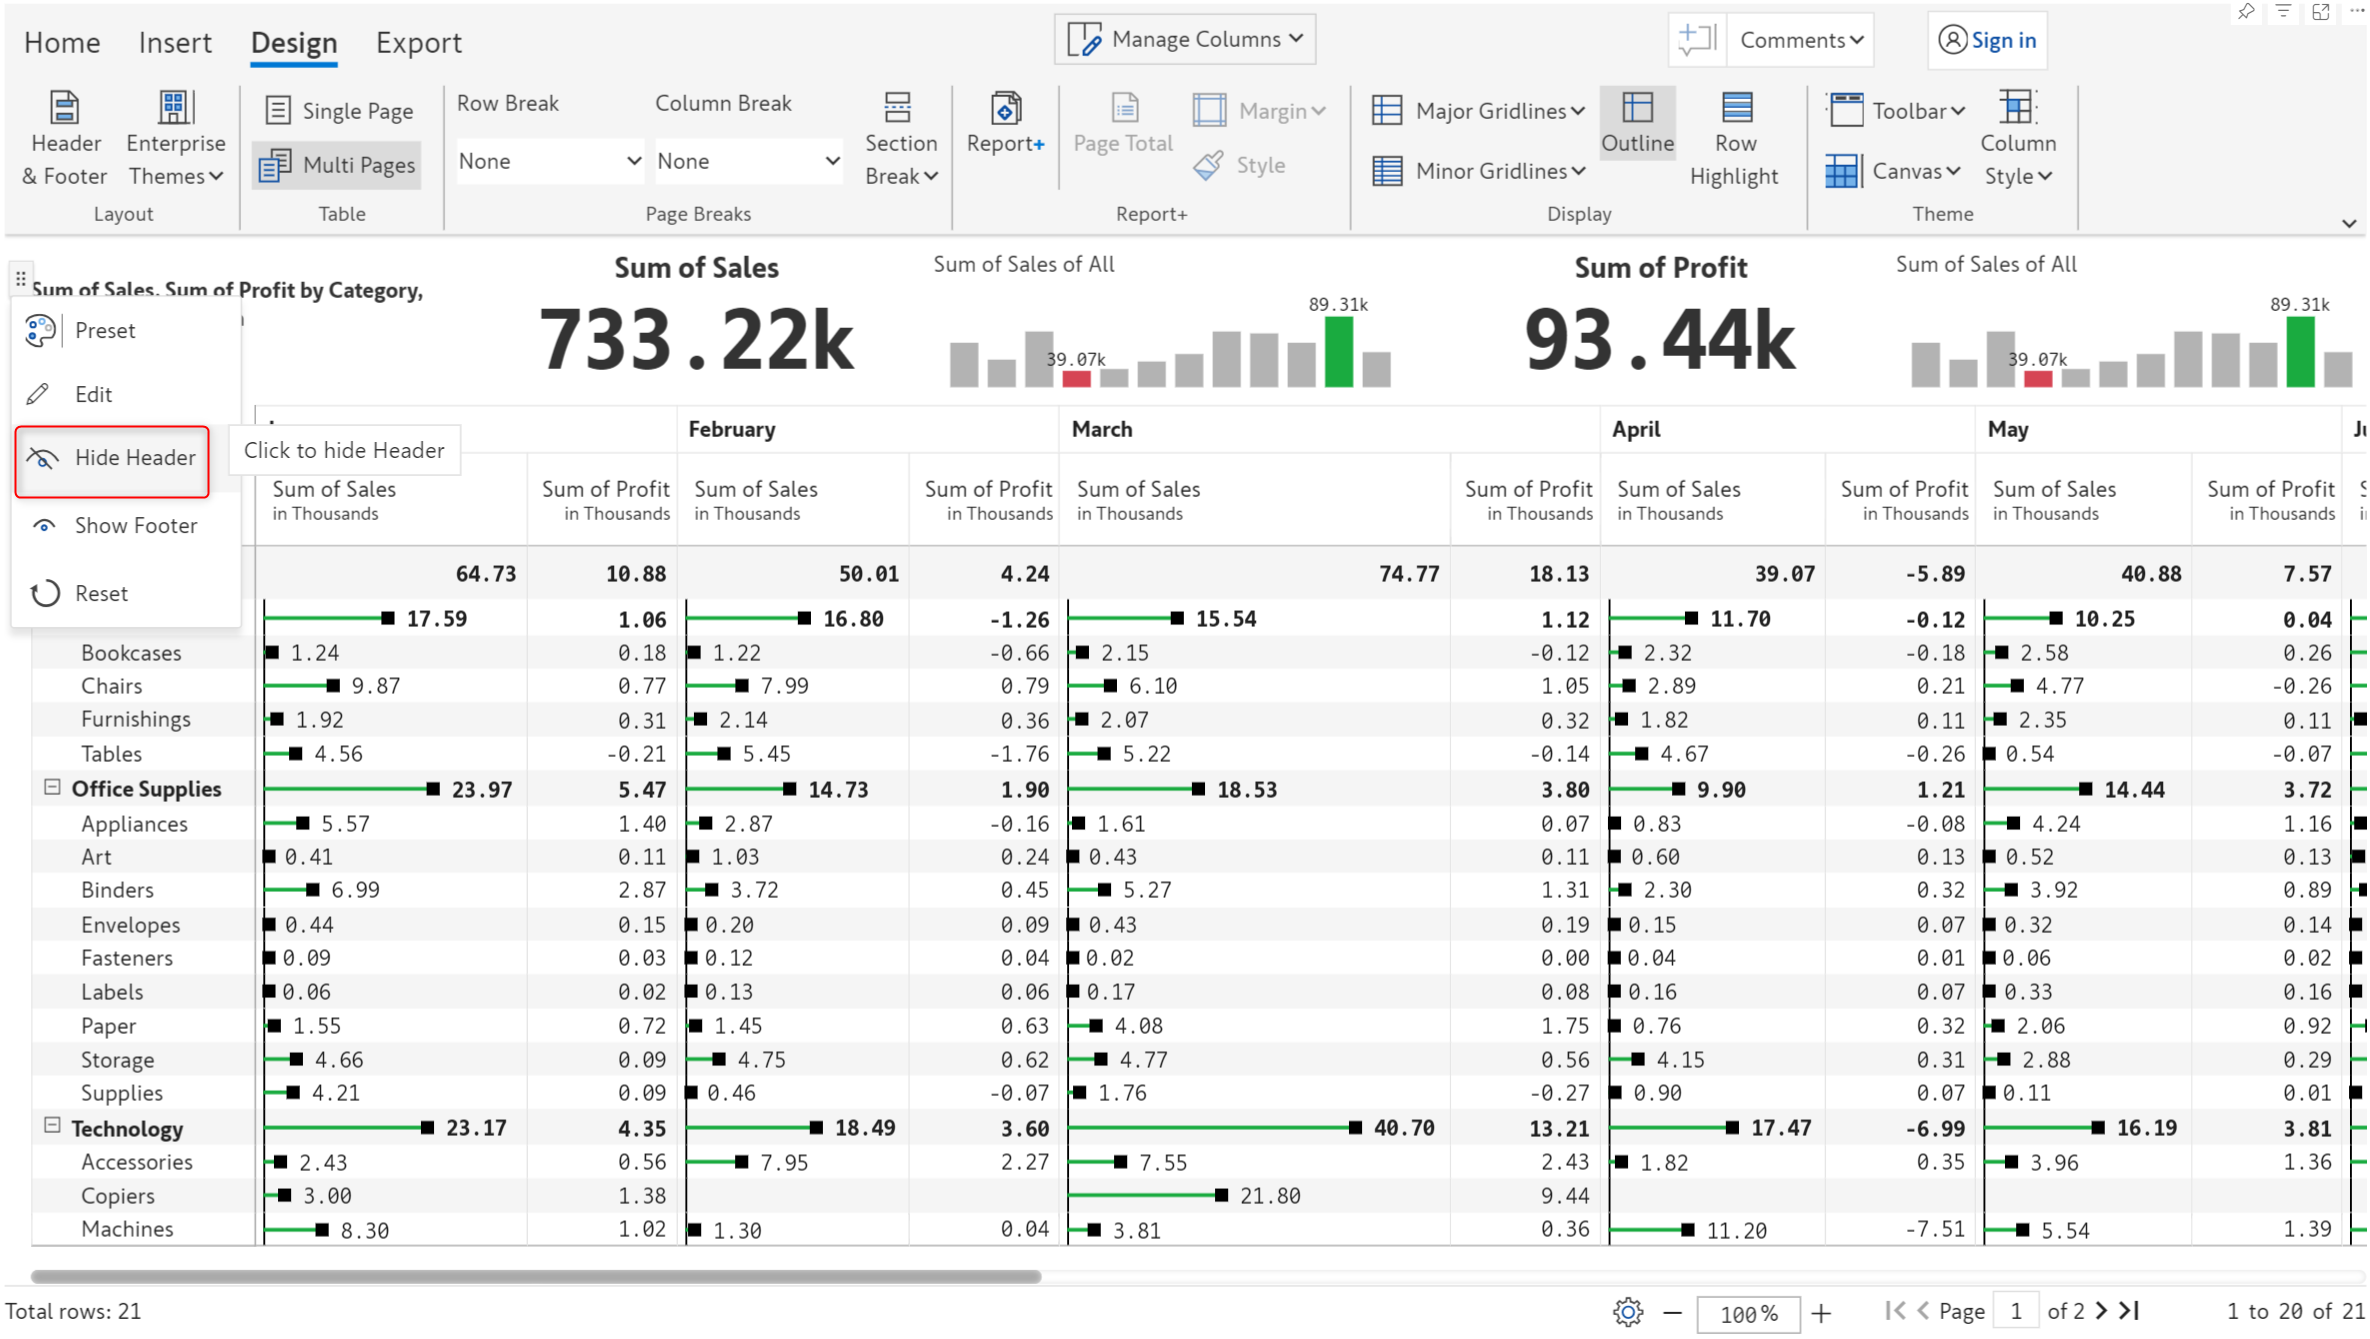 Home Insert Design Export Manage Columns Comments Sign in
Header & Footer
Enterprise Themes
Layout
Single Page
Multi Pages
Table
Row Break Column Break
None None
Section Break
Page Breaks
Report+
Page Total
Margin
Style
Report+
Major Gridlines
Minor Gridlines
Outline
Row Highlight
Display
Toolbar
Canvas
Column Style
Theme
Sum of Sales, Sum of Profit by Category,
Sum of Sales
733.22k
Sum of Sales of All
39.07k 89.31k
Sum of Profit
93.44k
Sum of Sales of All
39.07k 89.31k
Preset
Edit
Hide Header
Click to hide Header
Show Footer
Reset
February March April May
Sum of Sales Sum of Profit Sum of Sales Sum of Profit Sum of Sales Sum of Profit Sum of Sales Sum of Profit Sum of Sales Sum of Profit
in Thousands in Thousands in Thousands in Thousands in Thousands in Thousands in Thousands in Thousands in Thousands in Thousands
64.73 10.88 50.01 4.24 74.77 18.13 39.07 -5.89 40.88 7.57
17.59 1.06 16.80 -1.26 15.54 1.12 11.70 -0.12 10.25 0.04
Bookcases 1.24 0.18 1.22 -0.66 2.15 -0.12 2.32 -0.18 2.58 0.26
Chairs 9.87 0.77 7.99 0.79 6.10 1.05 2.89 0.21 4.77 -0.26
Furnishings 1.92 0.31 2.14 0.36 2.07 0.32 1.82 0.11 2.35 0.11
Tables 4.56 -0.21 5.45 -1.76 5.22 -0.14 4.67 -0.26 0.54 -0.07
Office Supplies 23.97 5.47 14.73 1.90 18.53 3.80 9.90 1.21 14.44 3.72
Appliances 5.57 1.40 2.87 -0.16 1.61 0.07 0.83 -0.08 4.24 1.16
Art 0.41 0.11 1.03 0.24 0.43 0.11 0.60 0.13 0.52 0.13
Binders 6.99 2.87 3.72 0.45 5.27 1.31 2.30 0.32 3.92 0.89
Envelopes 0.44 0.15 0.20 0.09 0.43 0.19 0.15 0.07 0.32 0.14
Fasteners 0.09 0.03 0.12 0.04 0.02 0.00 0.04 0.01 0.06 0.02
Labels 0.06 0.02 0.13 0.06 0.17 0.08 0.16 0.07 0.33 0.16
Paper 1.55 0.72 1.45 0.63 4.08 1.75 0.76 0.32 2.06 0.92
Storage 4.66 0.09 4.75 0.62 4.77 0.56 4.15 0.31 2.88 0.29
Supplies 4.21 0.09 0.46 -0.07 1.76 -0.27 0.90 0.07 0.11 0.01
Technology 23.17 4.35 18.49 3.60 40.70 13.21 17.47 -6.99 16.19 3.81
Accessories 2.43 0.56 7.95 2.27 7.55 2.43 1.82 0.35 3.96 1.36
Copiers 3.00 1.38 21.80 9.44
Machines 8.30 1.02 1.30 0.04 3.81 0.36 11.20 -7.51 5.54 1.39
Total rows: 21 100% Page 1 of 2 1 to 20 of 21